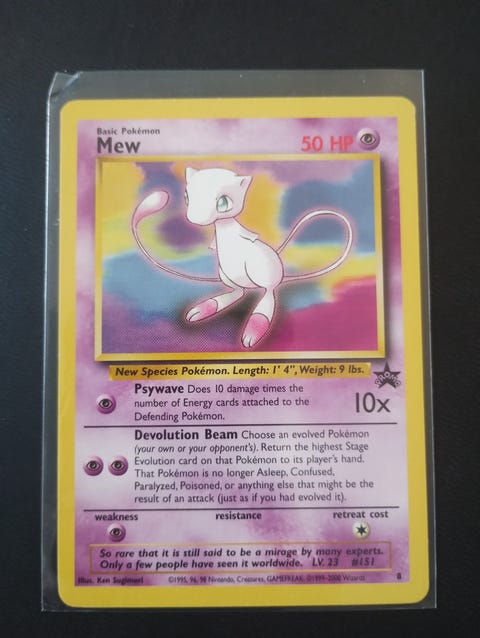 Basic Pokémon
Mew
50 HP
New Species Pokémon. Length: 1' 4", Weight: 9 lbs.
PROMO
Psywave Does 10 damage times the
number of Energy cards attached to the
Defending Pokémon.
10x
Devolution Beam Choose an evolved Pokémon
(your own or your opponent's). Return the highest Stage
Evolution card on that Pokémon to its player's hand.
That Pokémon is no longer Asleep, Confused,
Paralyzed, Poisoned, or anything else that might be the
result of an attack (just as if you had evolved it).
weakness resistance retreat cost
So rare that it is still said to be a mirage by many experts.
Only a few people have seen it worldwide. LV. 23 #151
Illus. Ken Sugimori ©1995, 96, 98 Nintendo, Creatures, GAMEFREAK. ©1999-2000 Wizards. 8